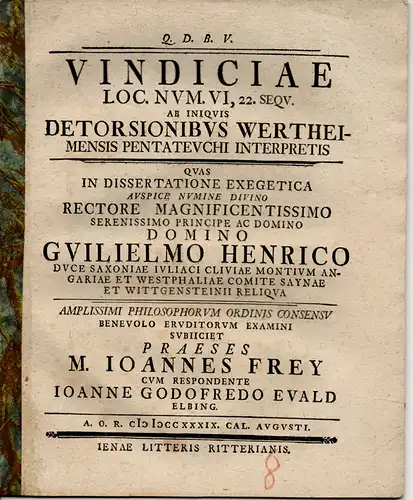 Q. D. B. V.
VINDICIAE
LOC. NVM. VI, 22. SEQV.
AB INIQVIS
DETORSIONIBVS WERTHEI-
MENSIS PENTATEVCHI INTERPRETIS
QVAS
IN DISSERTATIONE EXEGETICA
AVSPICE NVMINE DIVINO
RECTORE MAGNIFICENTISSIMO
SERENISSIMO PRINCIPE AC DOMINO
DOMINO
GVILIELMO HENRICO
DVCE SAXONIAE IVLIACI CLIVIAE MONTIVM AN-
GARIAE ET WESTPHALIAE COMITE SAYNAE
ET WITTGENSTEINII RELIQVA
AMPLISSIMI PHILOSOPHORVM ORDINIS CONSENSV
BENEVOLO ERVDITORVM EXAMINI
SVBIICIET
PRAESES
M. IOANNES FREY
CVM RESPONDENTE
IOANNE GODOFREDO EVALD
ELBING.
A. O. R. cIɔ IɔCCXXXIX. CAL. AVGVSTI.
IENAE LITTERIS RITTERIANIS.
8